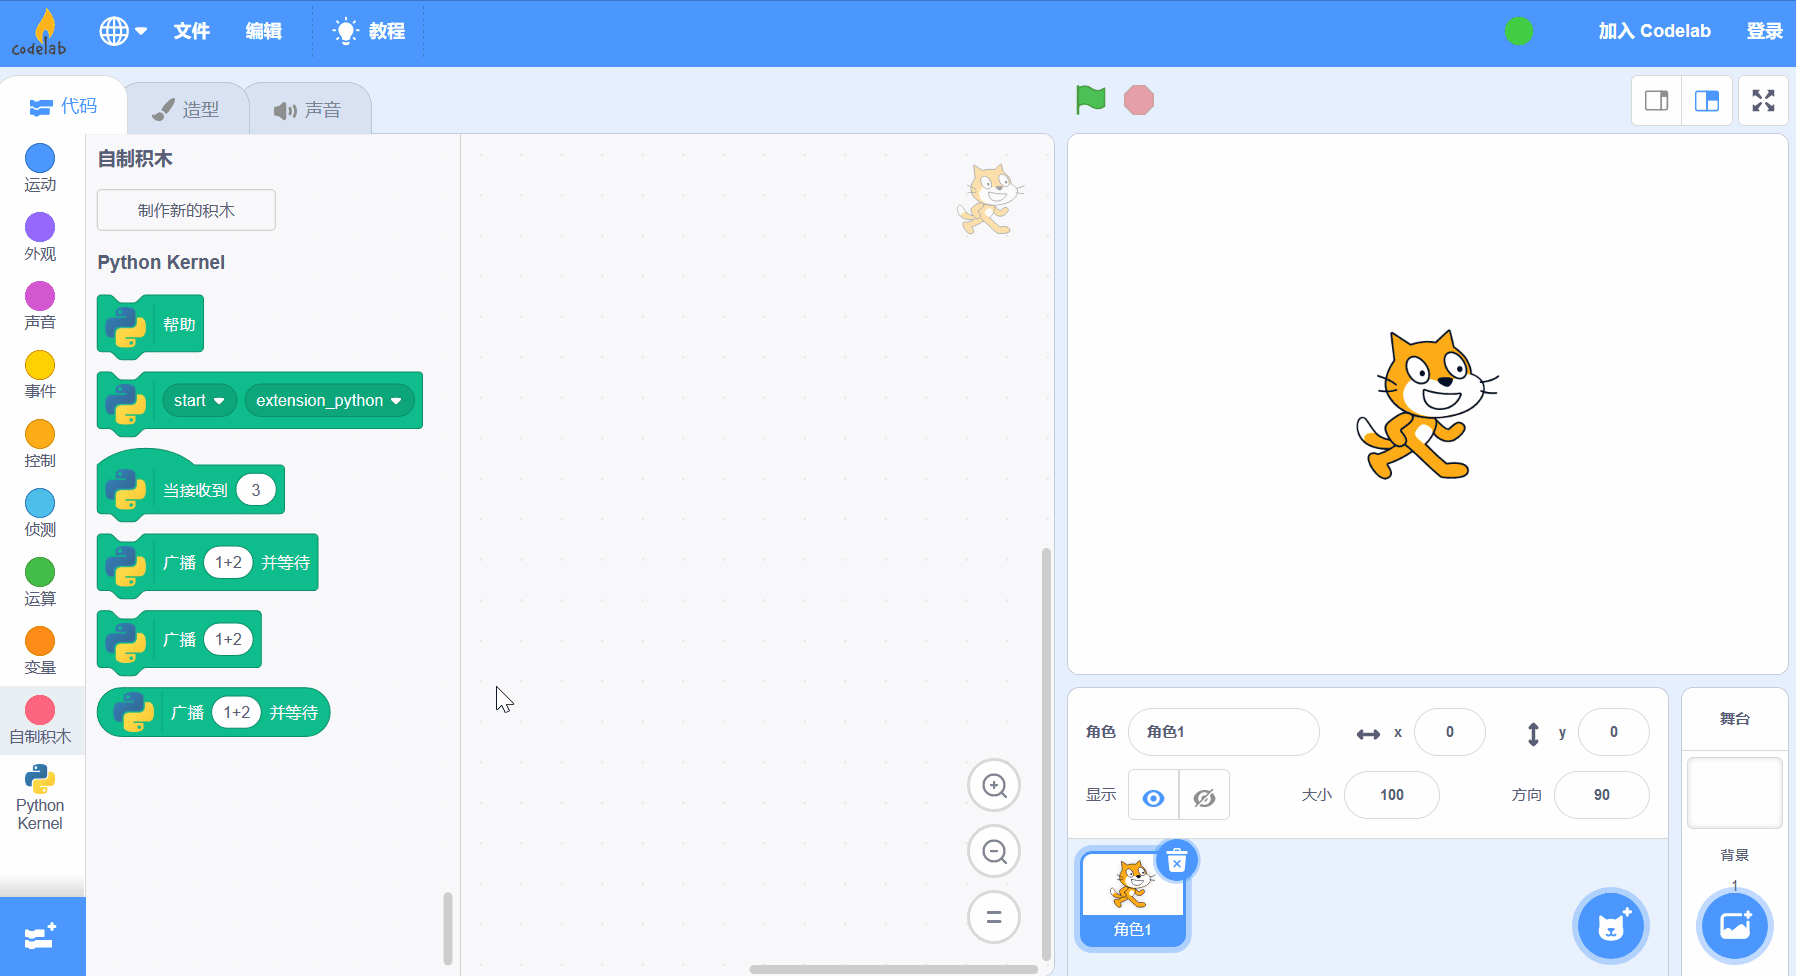 codelab
文件
编辑
教程
加入 Codelab
登录
代码
造型
声音
运动
外观
声音
事件
控制
侦测
运算
变量
自制积木
Python
Kernel
自制积木
制作新的积木
Python Kernel
帮助
start extension_python
当接收到 3
广播 1+2 并等待
广播 1+2
广播 1+2 并等待
角色 角色1 x 0 y 0
显示 大小 100 方向 90
角色1
舞台
背景
1